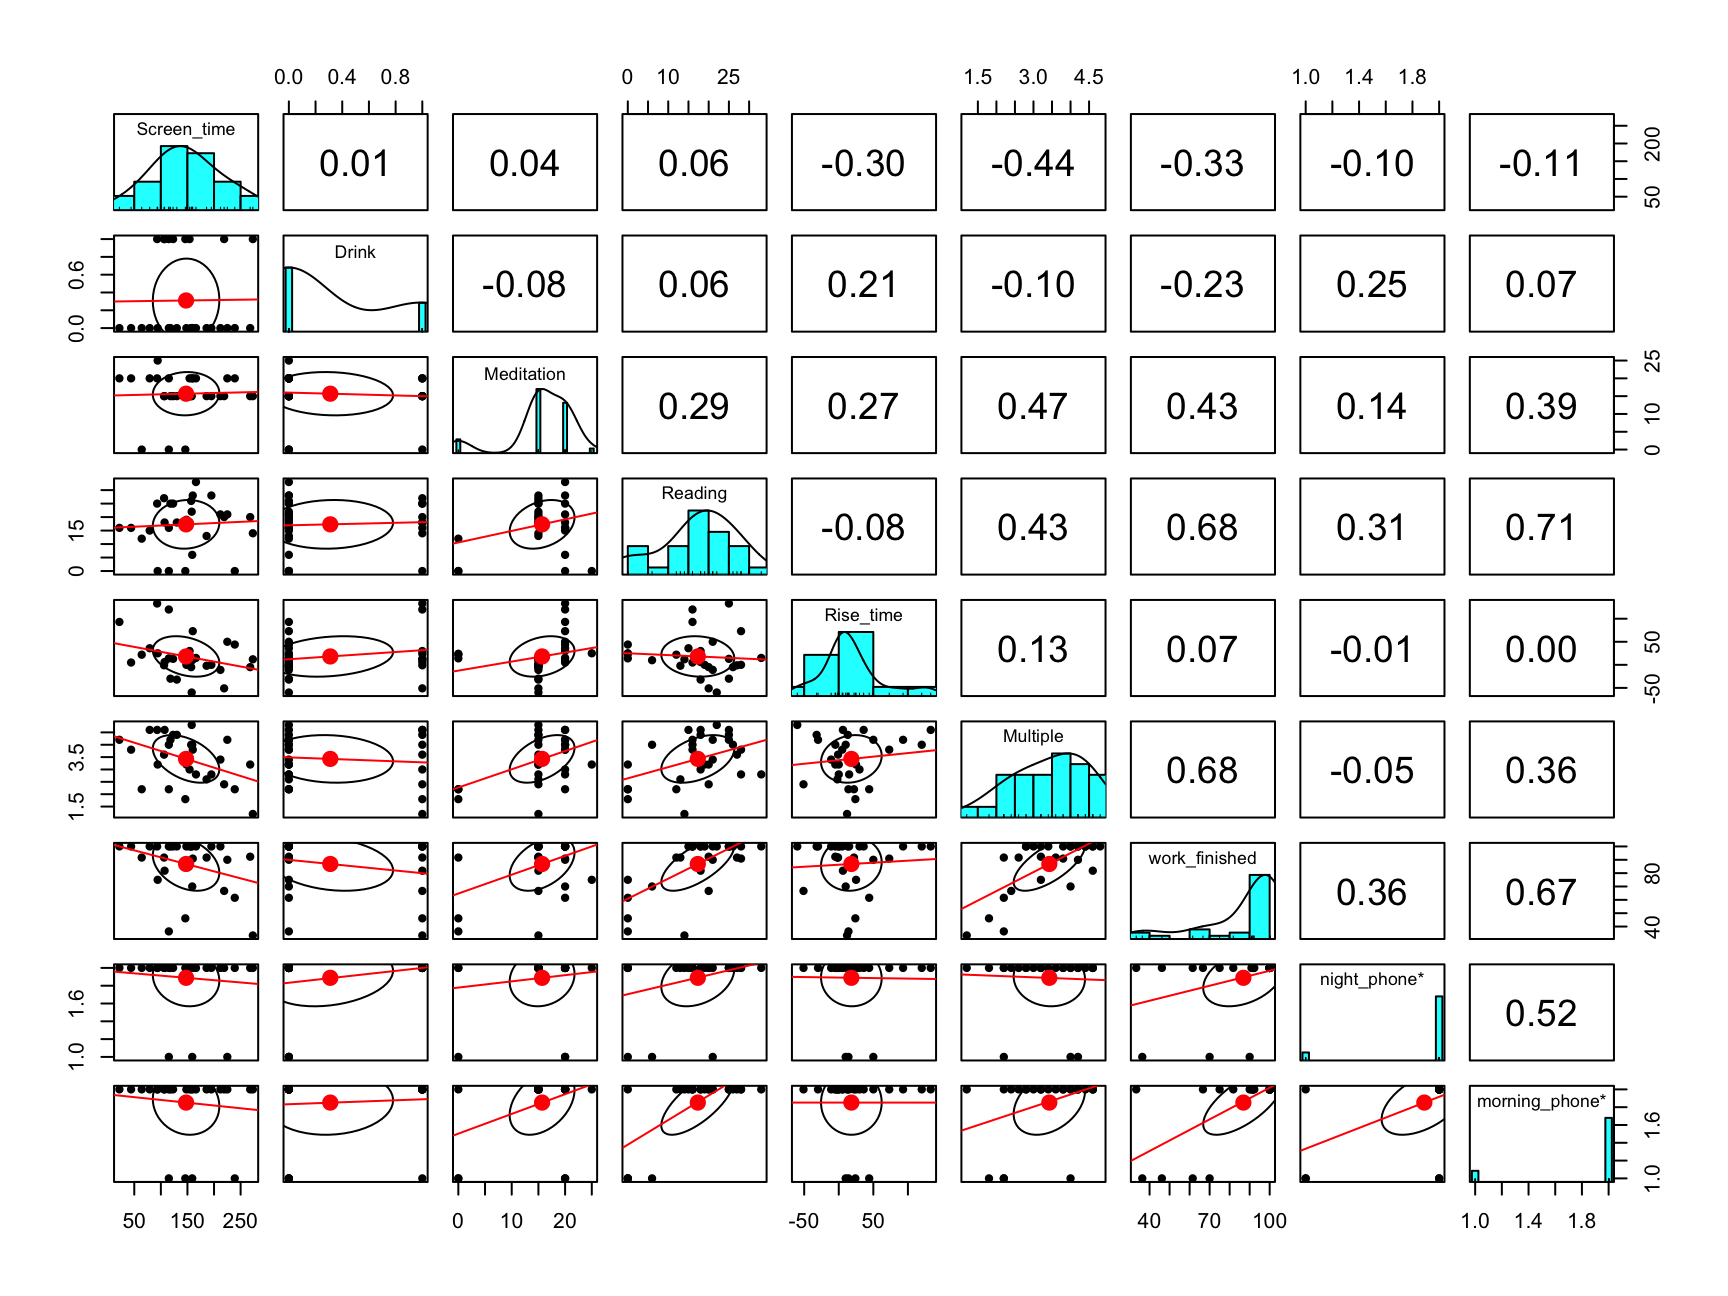 0.0 0.4 0.8 0 10 25 1.5 3.0 4.5 1.0 1.4 1.8
Screen_time 0.01 0.04 0.06 -0.30 -0.44 -0.33 -0.10 -0.11 50 200
0.0 0.6 Drink -0.08 0.06 0.21 -0.10 -0.23 0.25 0.07
Meditation 0.29 0.27 0.47 0.43 0.14 0.39 0 10 25
0 15 Reading -0.08 0.43 0.68 0.31 0.71
Rise_time 0.13 0.07 -0.01 0.00 -50 50
1.5 3.5 Multiple 0.68 -0.05 0.36
work_finished 0.36 0.67 40 80
1.0 1.6 night_phone* 0.52
morning_phone* 1.0 1.6
50 150 250 0 10 20 -50 50 40 70 100 1.0 1.4 1.8